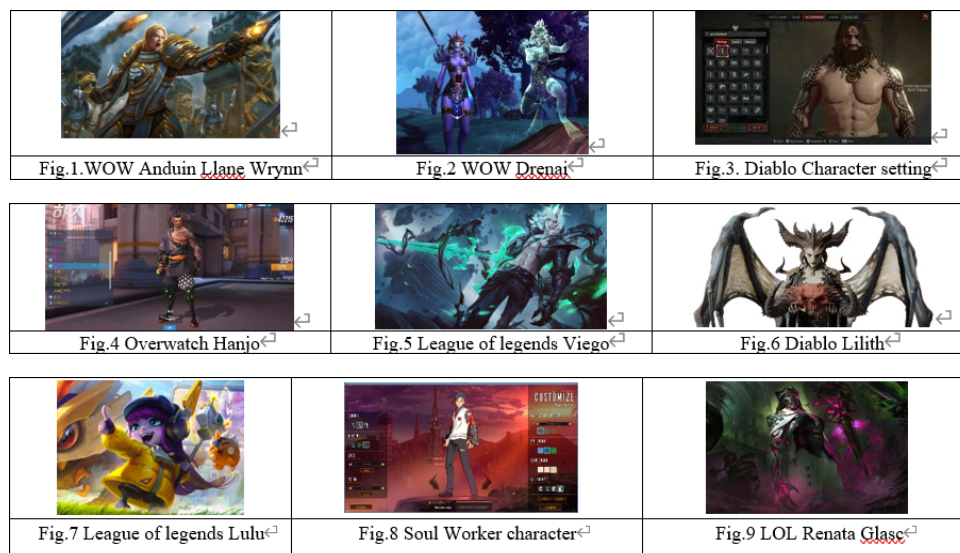 Fig.1.WOW Anduin Llane Wrynn
Fig.2 WOW Drenai
Fig.3. Diablo Character setting
Fig.4 Overwatch Hanjo
Fig.5 League of legends Viego
Fig.6 Diablo Lilith
CUSTOMIZE
Fig.7 League of legends Lulu
Fig.8 Soul Worker character
Fig.9 LOL Renata Glasc